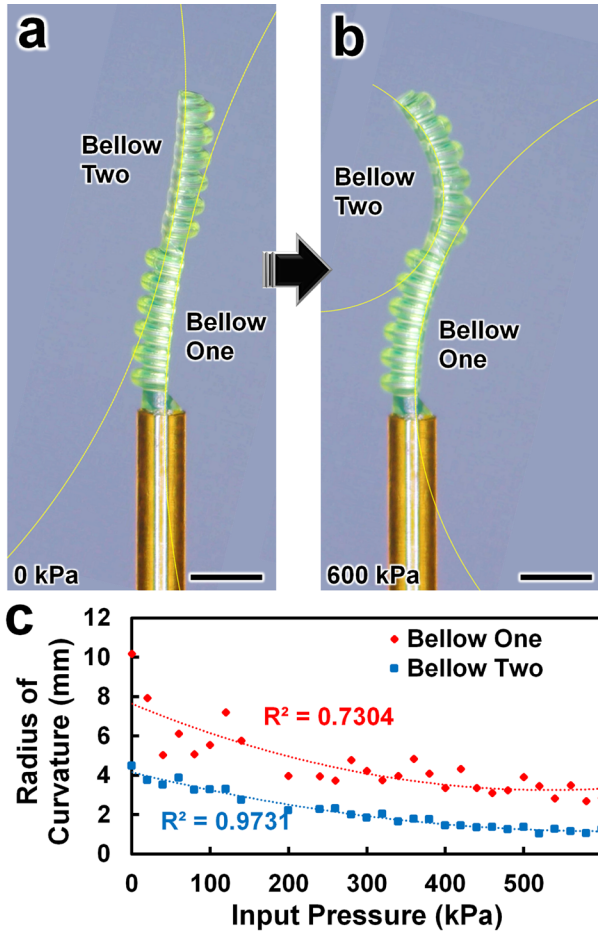 a
Bellow
Two
Bellow
One
0 kPa
b
Bellow
Two
Bellow
One
600 kPa
c
12
10
8
6
4
2
0
Radius of
Curvature (mm)
Bellow One
Bellow Two
R² = 0.7304
R² = 0.9731
0 100 200 300 400 500
Input Pressure (kPa)